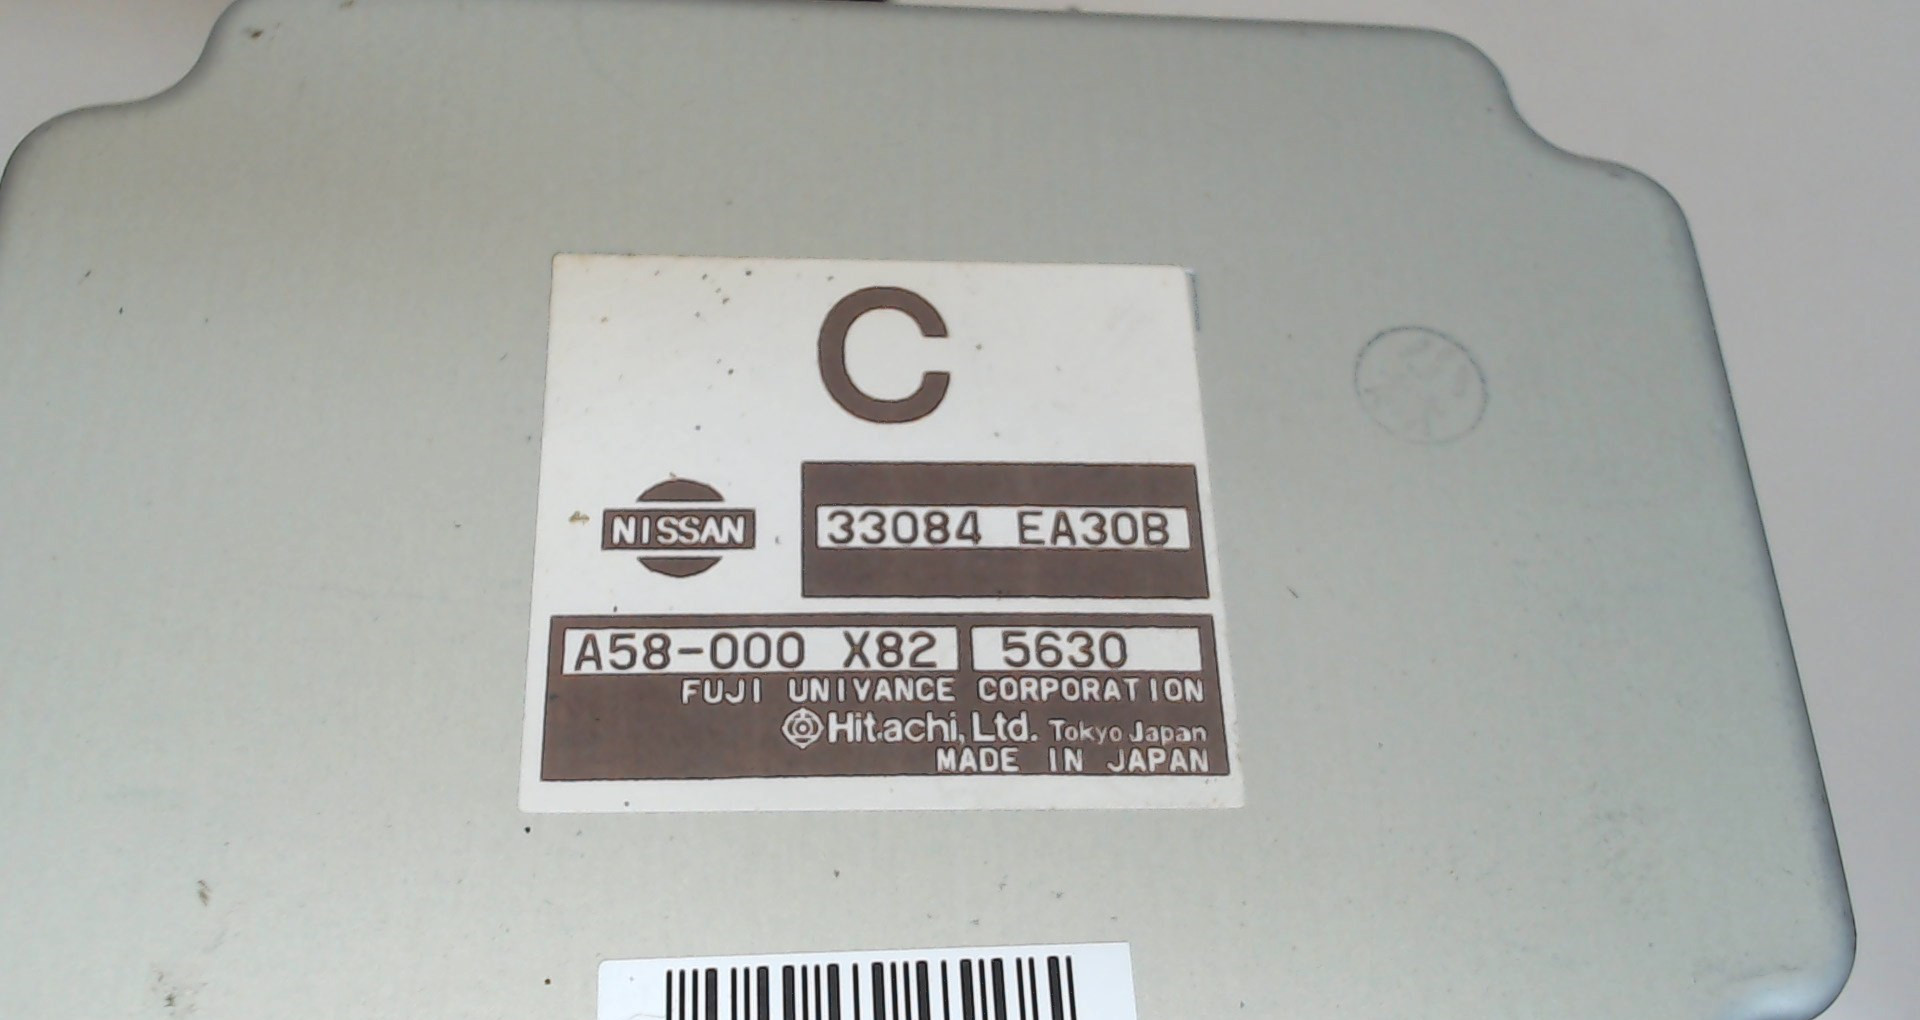 C
NISSAN
33084 EA30B
A58-000 X82 5630
FUJI UNIVANCE CORPORATION
Hitachi, Ltd. Tokyo Japan
MADE IN JAPAN